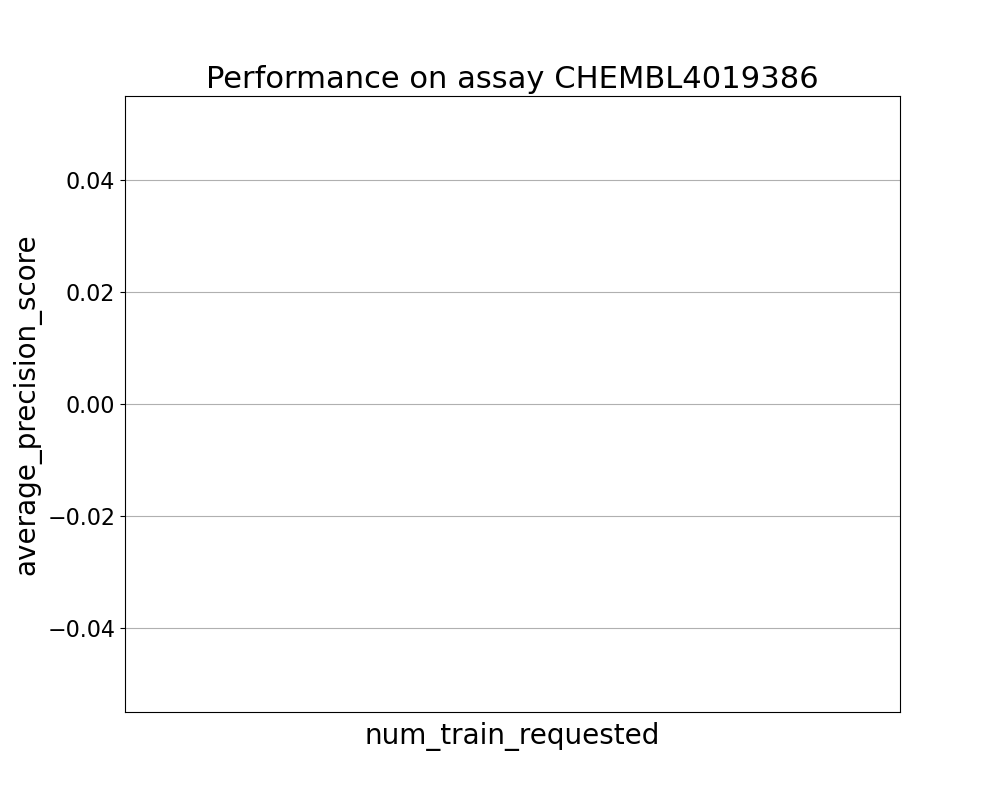 Performance on assay CHEMBL4019386
0.04
0.02
0.00
−0.02
−0.04
average_precision_score
num_train_requested